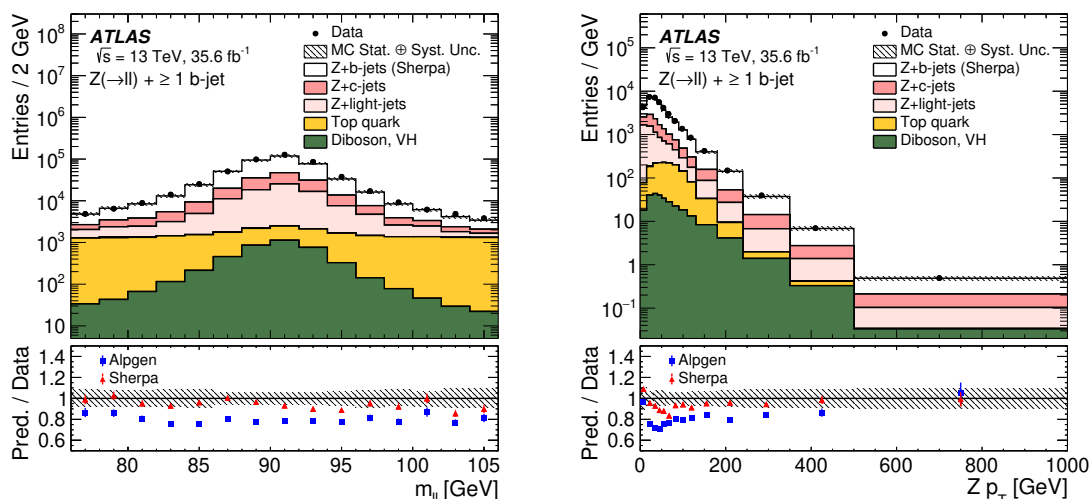 Entries / 2 GeV
10⁸
10⁷
10⁶
10⁵
10⁴
10³
10²
10
ATLAS
√s = 13 TeV, 35.6 fb⁻¹
Z(→ll) + ≥ 1 b-jet
Data
MC Stat. ⊕ Syst. Unc.
Z+b-jets (Sherpa)
Z+c-jets
Z+light-jets
Top quark
Diboson, VH
Pred. / Data
1.4
1.2
1.0
0.8
0.6
Alpgen
Sherpa
80 85 90 95 100 105
m_ll [GeV]
Entries / GeV
10⁵
10⁴
10³
10²
10
1
10⁻¹
ATLAS
√s = 13 TeV, 35.6 fb⁻¹
Z(→ll) + ≥ 1 b-jet
Data
MC Stat. ⊕ Syst. Unc.
Z+b-jets (Sherpa)
Z+c-jets
Z+light-jets
Top quark
Diboson, VH
Pred. / Data
1.4
1.2
1.0
0.8
0.6
Alpgen
Sherpa
0 200 400 600 800 1000
Z p_T [GeV]